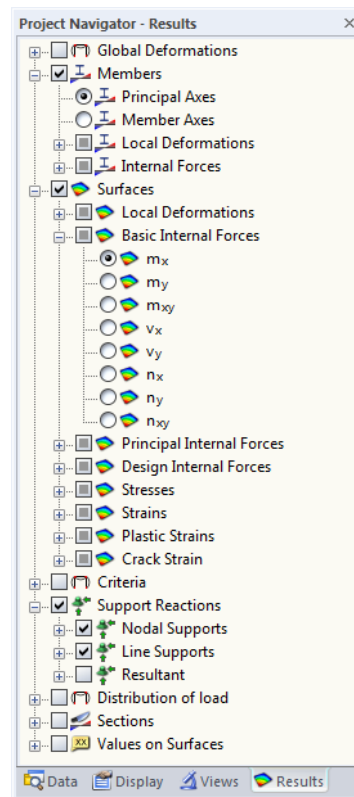 Project Navigator - Results
Global Deformations
Members
Principal Axes
Member Axes
Local Deformations
Internal Forces
Surfaces
Local Deformations
Basic Internal Forces
mx
my
mxy
vx
vy
nx
ny
nxy
Principal Internal Forces
Design Internal Forces
Stresses
Strains
Plastic Strains
Crack Strain
Criteria
Support Reactions
Nodal Supports
Line Supports
Resultant
Distribution of load
Sections
xx Values on Surfaces
Data Display Views Results